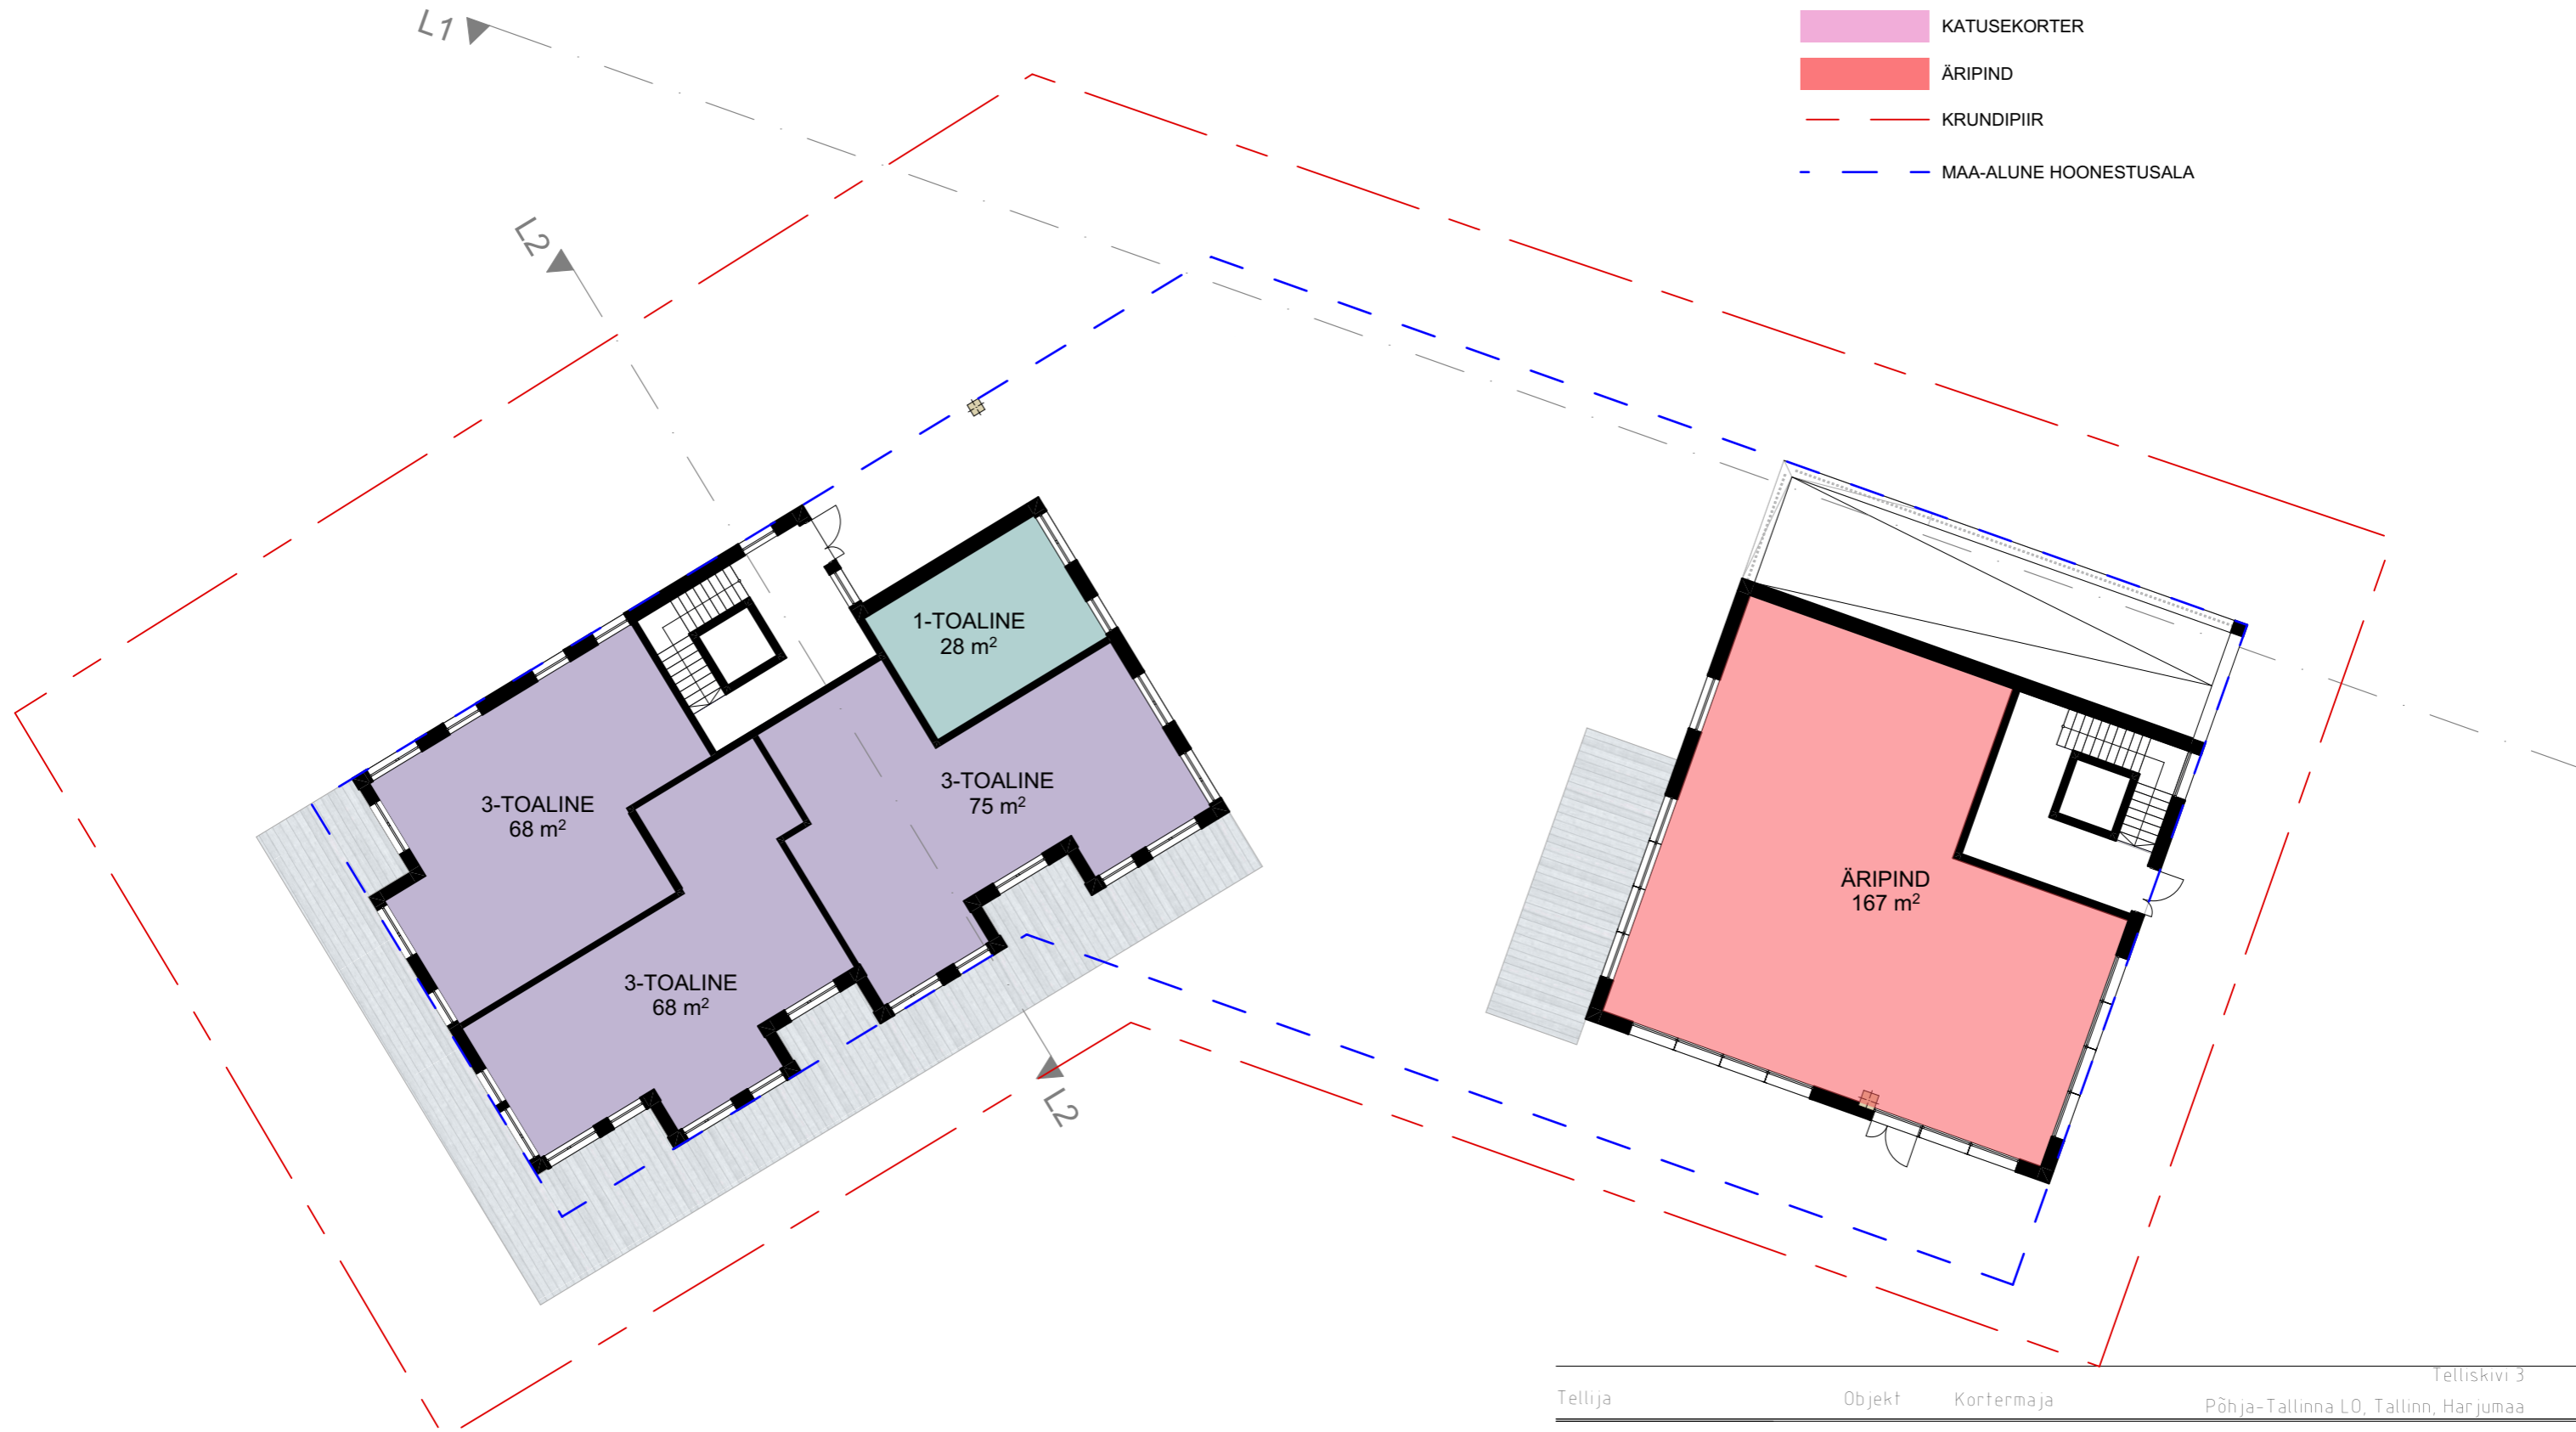 L1
KATUSEKORTER
ÄRIPIND
KRUNDIPIIR
MAA-ALUNE HOONESTUSALA
L2
1-TOALINE
28 m²
3-TOALINE
75 m²
3-TOALINE
68 m²
3-TOALINE
68 m²
ÄRIPIND
167 m²
L2
Telliskivi 3
Tellija Objekt Kortermaja Põhja-Tallinna LO, Tallinn, Harjumaa